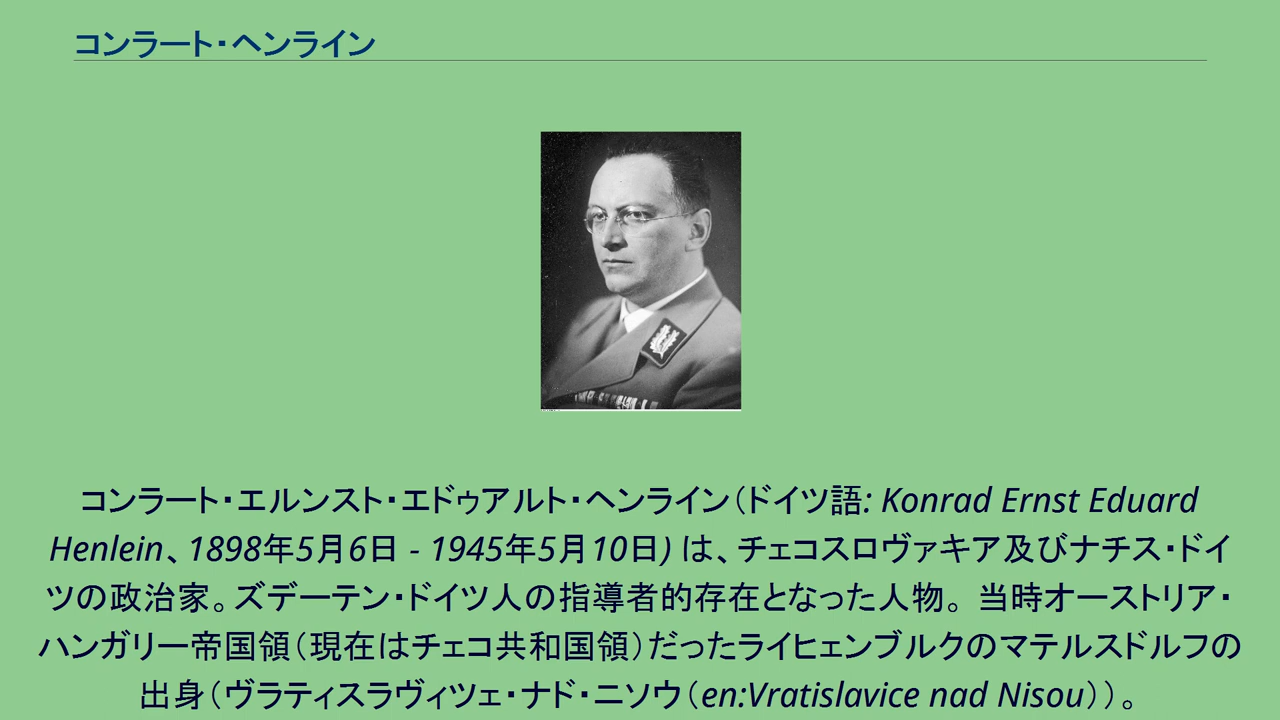 コンラート・ヘンライン
コンラート・エルンスト・エドゥアルト・ヘンライン（ドイツ語: Konrad Ernst Eduard
Henlein、1898年5月6日 - 1945年5月10日) は、チェコスロヴァキア及びナチス・ドイ
ツの政治家。ズデーテン・ドイツ人の指導者的存在となった人物。 当時オーストリア・
ハンガリー帝国領（現在はチェコ共和国領）だったライヒェンブルクのマテルスドルフの
出身（ヴラティスラヴィツェ・ナド・ニソウ（en:Vratislavice nad Nisou））。